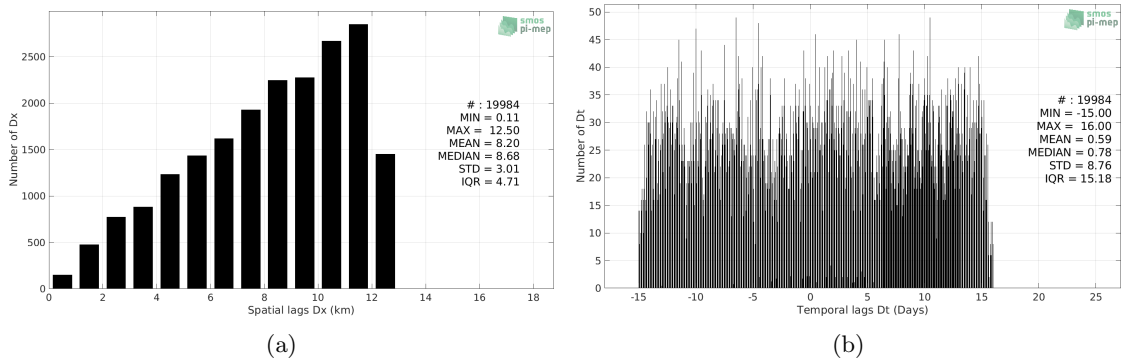 smos
pi-mep
2500
2000
1500
1000
500
0
Number of Dx
# : 19984
MIN = 0.11
MAX = 12.50
MEAN = 8.20
MEDIAN = 8.68
STD = 3.01
IQR = 4.71
0 2 4 6 8 10 12 14 16 18
Spatial lags Dx (km)
(a)
smos
pi-mep
50
45
40
35
30
25
20
15
10
5
0
Number of Dt
# : 19984
MIN = -15.00
MAX = 16.00
MEAN = 0.59
MEDIAN = 0.78
STD = 8.76
IQR = 15.18
-15 -10 -5 0 5 10 15 20 25
Temporal lags Dt (Days)
(b)